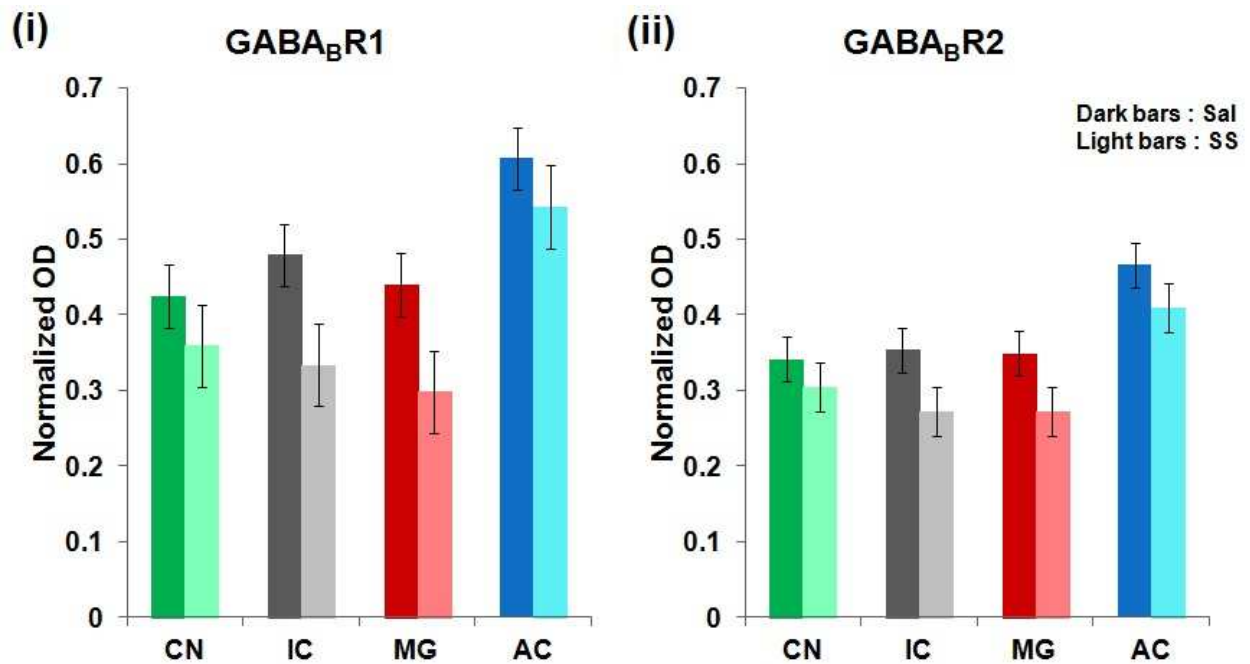 (i)
GABABR1
Normalized OD
0.7
0.6
0.5
0.4
0.3
0.2
0.1
0
CN IC MG AC
(ii)
GABABR2
Dark bars : Sal
Light bars : SS
Normalized OD
0.7
0.6
0.5
0.4
0.3
0.2
0.1
0
CN IC MG AC